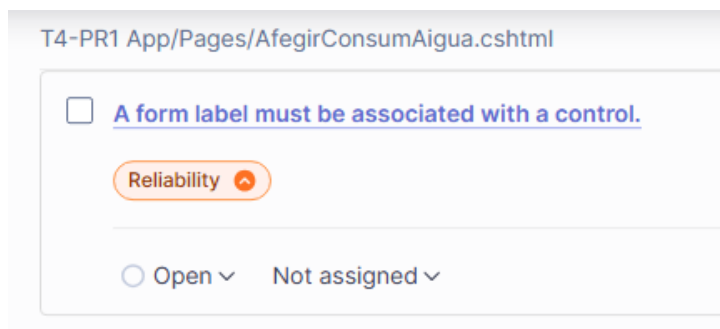 T4-PR1 App/Pages/AfegirConsumAigua.cshtml
A form label must be associated with a control.
Reliability
Open Not assigned